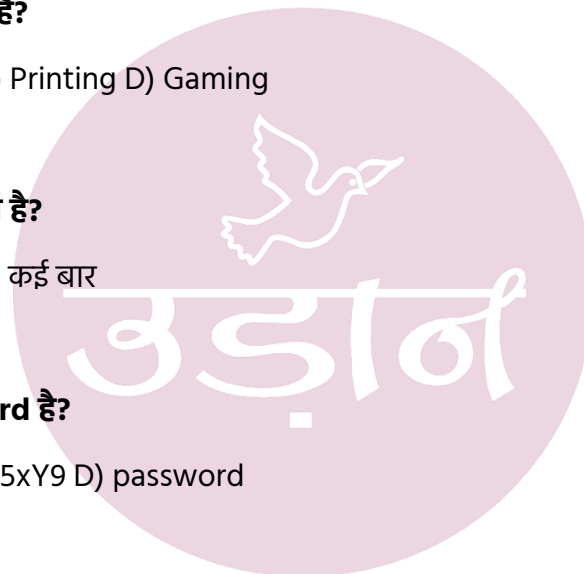 है?
Printing D) Gaming
है?
कई बार
उड़ान
rd है?
5xY9 D) password